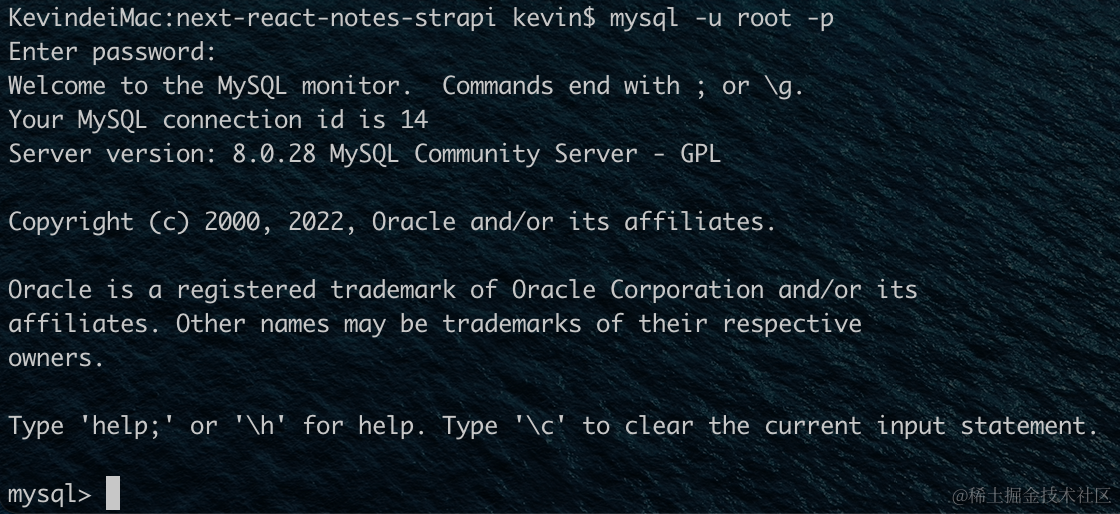 KevindeiMac:next-react-notes-strapi kevin$ mysql -u root -p
Enter password:
Welcome to the MySQL monitor.  Commands end with ; or \g.
Your MySQL connection id is 14
Server version: 8.0.28 MySQL Community Server - GPL
Copyright (c) 2000, 2022, Oracle and/or its affiliates.
Oracle is a registered trademark of Oracle Corporation and/or its
affiliates. Other names may be trademarks of their respective
owners.
Type 'help;' or '\h' for help. Type '\c' to clear the current input statement.
mysql>
@稀土掘金技术社区